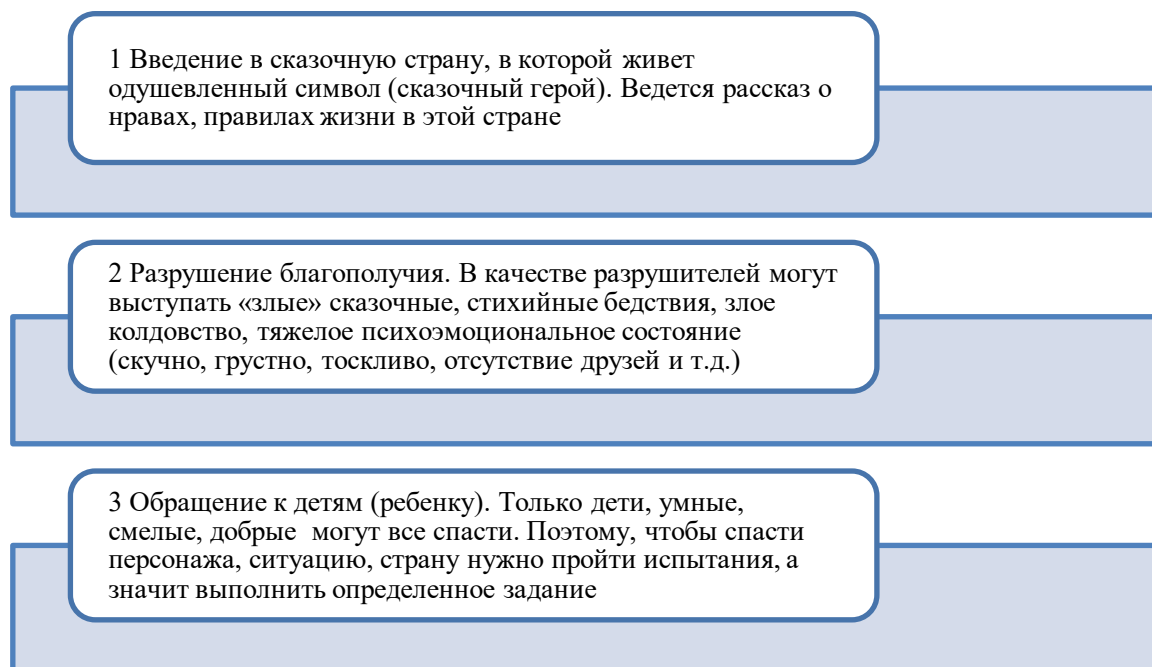 1 Введение в сказочную страну, в которой живет
одушевленный символ (сказочный герой). Ведется рассказ о
нравах, правилах жизни в этой стране
2 Разрушение благополучия. В качестве разрушителей могут
выступать «злые» сказочные, стихийные бедствия, злое
колдовство, тяжелое психоэмоциональное состояние
(скучно, грустно, тоскливо, отсутствие друзей и т.д.)
3 Обращение к детям (ребенку). Только дети, умные,
смелые, добрые могут все спасти. Поэтому, чтобы спасти
персонажа, ситуацию, страну нужно пройти испытания, а
значит выполнить определенное задание